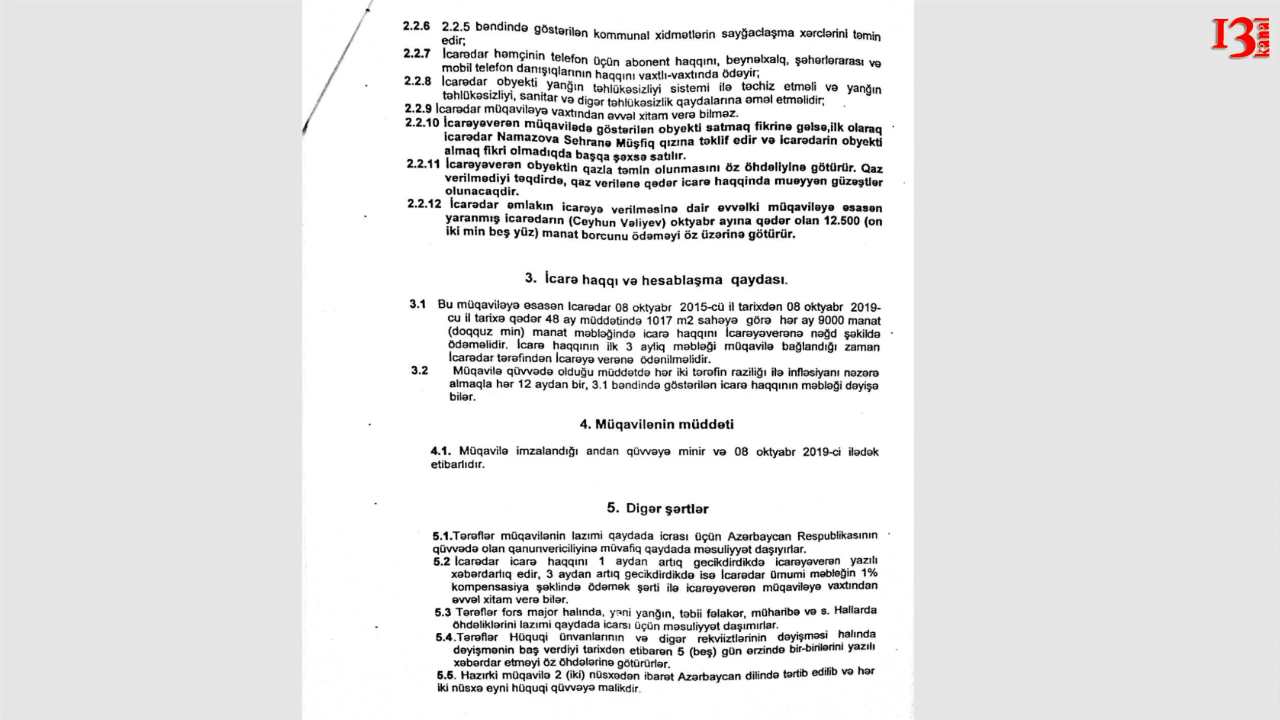 13
kanal
2.2.6 2.2.5 bəndində göstərilən kommunal xidmətlərin sayğaclaşma xərclərini təmin
edir;
2.2.7 İcarədar həmçinin telefon üçün abonent haqqını, beynəlxalq, şəhərlərarası və
mobil telefon danışıqlarının haqqını vaxtlı-vaxtında ödəyir;
2.2.8 İcarədar obyekti yanğın təhlükəsizliyi sistemi ilə təchiz etməli və yanğın
təhlükəsizliyi, sanitar və digər təhlükəsizlik qaydalarına əməl etməlidir;
2.2.9 İcarədar müqaviləyə vaxtından əvvəl xitam verə bilməz.
2.2.10 İcarəyəverən müqavilədə göstərilən obyekti satmaq fikrinə gəlsə,ilk olaraq
icarədar Namazova Sehranə Müşfiq qızına təklif edir və icarədarin obyekti
almaq fikri olmadıqda başqa şəxsə satılır.
2.2.11 İcarəyəverən obyektin qazla təmin olunmasını öz öhdəliyinə götürür. Qaz
verilmədiyi təqdirdə, qaz verilənə qədər icarə haqqinda mueyyen güzəştlər
olunacaqdir.
2.2.12 İcarədar əmlakın icarəyə verilməsinə dair əvvəlki müqaviləyə əsasən
yaranmış icarədarın (Ceyhun Vəliyev) oktyabr ayına qədər olan 12.500 (on
iki min beş yüz) manat borcunu ödəməyi öz üzərinə götürür.
3. İcarə haqqı və hesablaşma qaydası.
3.1 Bu müqaviləyə əsasən İcarədar 08 oktyabr 2015-cü il tarixdən 08 oktyabr 2019-
cu il tarixə qədər 48 ay müddətində 1017 m2 sahəyə görə hər ay 9000 manat
(doqquz min) manat məbləğində icarə haqqını İcarəyəverənə nəğd şəkildə
ödəməlidir. İcarə haqqının ilk 3 ayliq məbləği müqavilə bağlandığı zaman
İcarədar tərəfindən İcarəyə verənə ödənilməlidir.
3.2 Müqavilə qüvvədə olduğu müddətdə hər iki tərəfin raziliği ilə infləsiyanı nəzərə
almaqla hər 12 aydan bir, 3.1 bəndində göstərilən icarə haqqının məbləği dəyişə
bilər.
4. Müqavilənin müddəti
4.1. Müqavilə imzalandığı andan qüvvəyə minir və 08 oktyabr 2019-ci ilədək
etibarlıdır.
5. Digər şərtlər
5.1.Tərəflər müqavilənin lazımi qaydada icrası üçün Azərbaycan Respublikasının
qüvvədə olan qanunvericiliyinə müvafiq qaydada məsuliyyət daşıyırlar.
5.2 İcarədar icarə haqqını 1 aydan artıq gecikdirdikdə icarəyəverən yazılı
xəbərdarlıq edir, 3 aydan artıq gecikdirdikdə isə İcarədar ümumi məbləğin 1%
kompensasiya şəklində ödəmək şərti ilə icarəyəverən müqaviləyə vaxtından
əvvəl xitam verə bilər.
5.3 Tərəflər fors major halında, yəni yanğın, təbii fəlakər, müharibə və s. Hallarda
öhdəliklərini lazımi qaydada icarsı üçün məsuliyyət daşımırlar.
5.4.Tərəflər Hüquqi ünvanlarının və digər rekviiztlərinin dəyişməsi halında
dəyişmənin baş verdiyi tarixdən etibarən 5 (beş) gün ərzində bir-birilərini yazılı
xəbərdar etməyi öz öhdələrinə götürürlər.
5.5. Hazırki müqavilə 2 (iki) nüsxədən ibarət Azərbaycan dilində tərtib edilib və hər
iki nüsxə eyni hüquqi qüvvəyə malikdir.